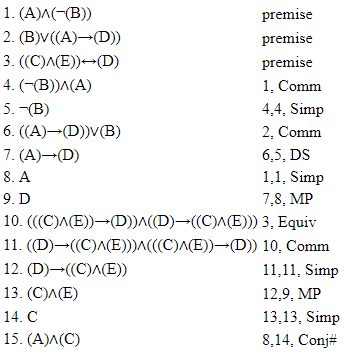 1. (A)∧(¬(B)) premise
2. (B)∨((A)→(D)) premise
3. ((C)∧(E))↔(D) premise
4. (¬(B))∧(A) 1, Comm
5. ¬(B) 4,4, Simp
6. ((A)→(D))∨(B) 2, Comm
7. (A)→(D) 6,5, DS
8. A 1,1, Simp
9. D 7,8, MP
10. (((C)∧(E))→(D))∧((D)→((C)∧(E))) 3, Equiv
11. ((D)→((C)∧(E)))∧(((C)∧(E))→(D)) 10, Comm
12. (D)→((C)∧(E)) 11,11, Simp
13. (C)∧(E) 12,9, MP
14. C 13,13, Simp
15. (A)∧(C) 8,14, Conj#